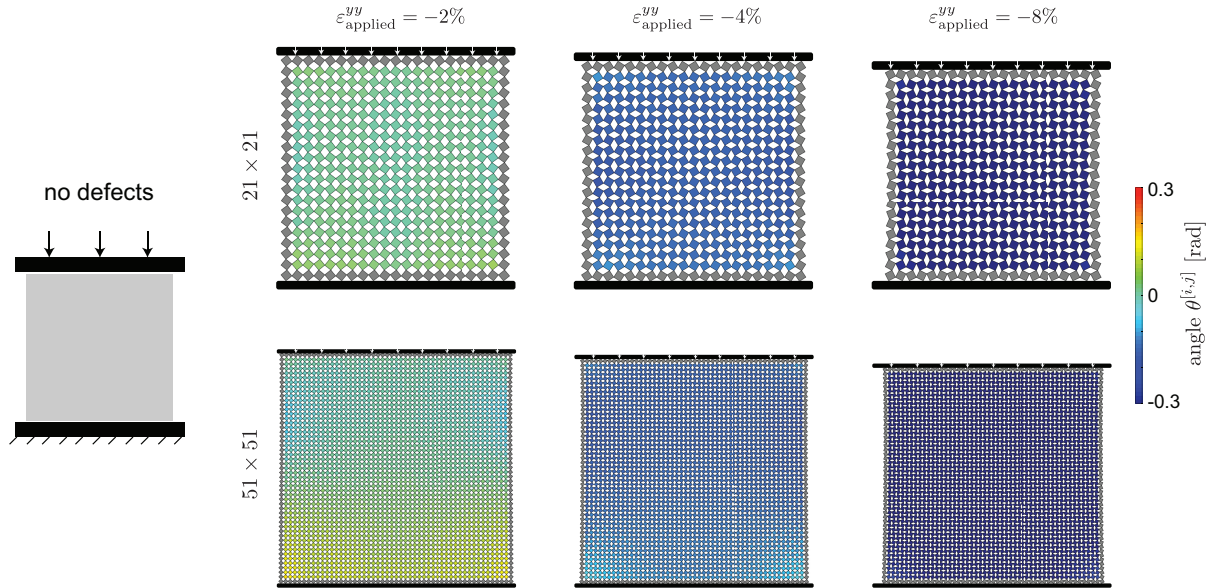 ε^{yy}_{applied} = −2%
ε^{yy}_{applied} = −4%
ε^{yy}_{applied} = −8%
21 × 21
no defects
51 × 51
0.3
0
-0.3
angle θ^{[i,j]} [rad]